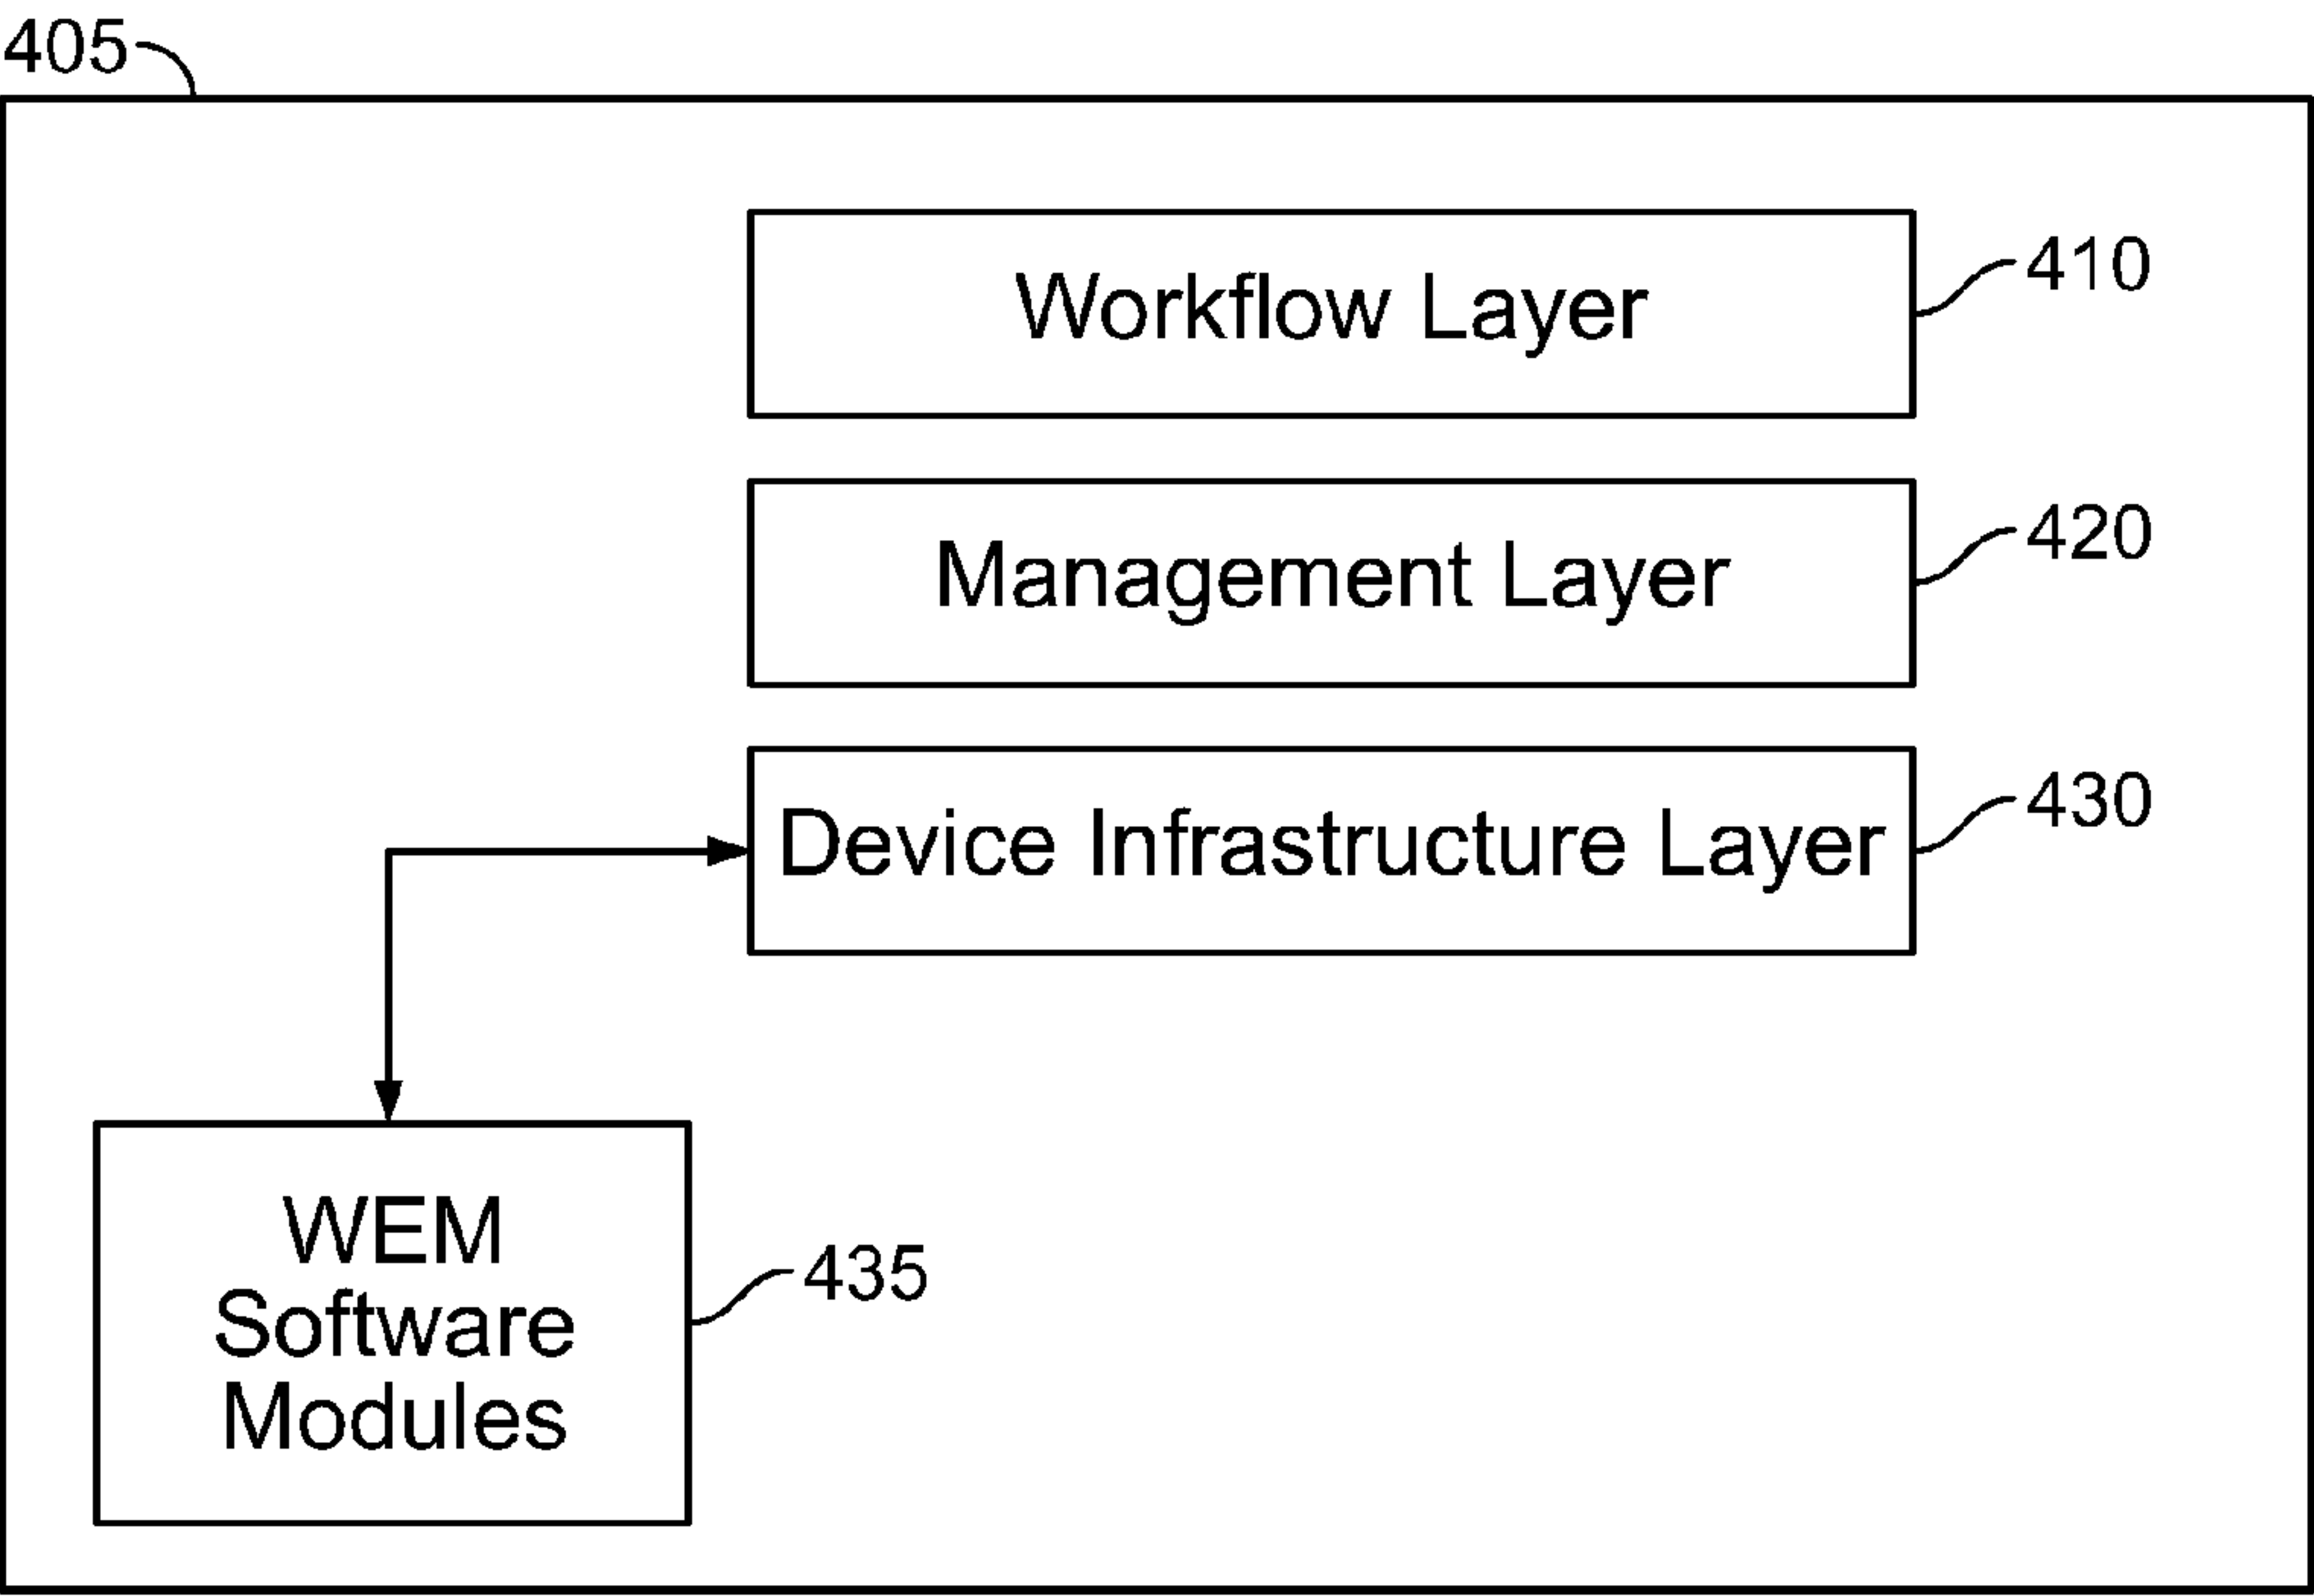 405
Workflow Layer
410
Management Layer
420
Device Infrastructure Layer
430
WEM
Software
Modules
435